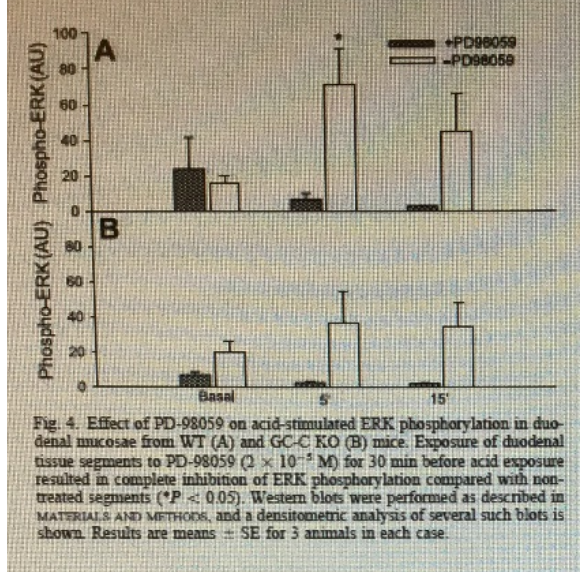 100
80
60
40
20
0
Phospho-ERK(AU)
A
+PD98059
-PD98059
*
80
60
40
20
0
Phospho-ERK(AU)
B
Basal 5' 15'
Fig. 4. Effect of PD-98059 on acid-stimulated ERK phosphorylation in duo-
denal mucosae from WT (A) and GC-C KO (B) mice. Exposure of duodenal
tissue segments to PD-98059 (2 × 10⁻⁵ M) for 30 min before acid exposure
resulted in complete inhibition of ERK phosphorylation compared with non-
treated segments (*P < 0.05). Western blots were performed as described in
MATERIALS AND METHODS, and a densitometric analysis of several such blots is
shown. Results are means ± SE for 3 animals in each case.